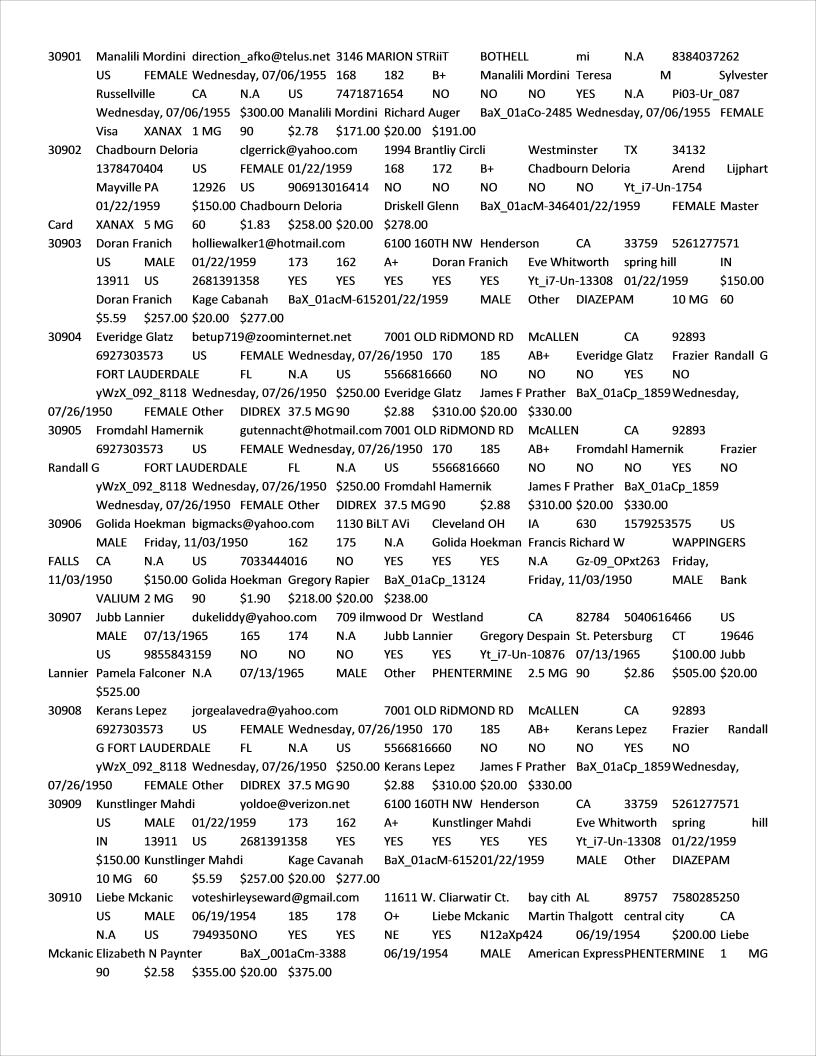 30901 Manalili Mordini direction_afko@telus.net 3146 MARION STRiiT BOTHELL mi N.A 8384037262
US FEMALE Wednesday, 07/06/1955 168 182 B+ Manalili Mordini Teresa M Sylvester
Russellville CA N.A US 7471871654 NO NO NO YES N.A Pi03-Ur_087
Wednesday, 07/06/1955 $300.00 Manalili Mordini Richard Auger BaX_01aCo-2485 Wednesday, 07/06/1955 FEMALE
Visa XANAX 1 MG 90 $2.78 $171.00 $20.00 $191.00
30902 Chadbourn Deloria clgerrick@yahoo.com 1994 Brantliy Circli Westminster TX 34132
1378470404 US FEMALE 01/22/1959 168 172 B+ Chadbourn Deloria Arend Lijphart
Mayville PA 12926 US 906913016414 NO NO NO NO NO Yt_i7-Un-1754
01/22/1959 $150.00 Chadbourn Deloria Driskell Glenn BaX_01acM-346401/22/1959 FEMALE Master
Card XANAX 5 MG 60 $1.83 $258.00 $20.00 $278.00
30903 Doran Franich holliewalker1@hotmail.com 6100 160TH NW Henderson CA 33759 5261277571
US MALE 01/22/1959 173 162 A+ Doran Franich Eve Whitworth spring hill IN
13911 US 2681391358 YES YES YES YES Yt_i7-Un-13308 01/22/1959 $150.00
Doran Franich Kage Cabanah BaX_01acM-615201/22/1959 MALE Other DIAZEPAM 10 MG 60
$5.59 $257.00 $20.00 $277.00
30904 Everidge Glatz betup719@zoominternet.net 7001 OLD RiDMOND RD McALLEN CA 92893
6927303573 US FEMALE Wednesday, 07/26/1950 170 185 AB+ Everidge Glatz Frazier Randall G
FORT LAUDERDALE FL N.A US 5566816660 NO NO NO YES NO
yWzX_092_8118 Wednesday, 07/26/1950 $250.00 Everidge Glatz James F Prather BaX_01aCp_1859Wednesday,
07/26/1950 FEMALE Other DIDREX 37.5 MG 90 $2.88 $310.00 $20.00 $330.00
30905 Fromdahl Hamernik gutennacht@hotmail.com 7001 OLD RiDMOND RD McALLEN CA 92893
6927303573 US FEMALE Wednesday, 07/26/1950 170 185 AB+ Fromdahl Hamernik Frazier
Randall G FORT LAUDERDALE FL N.A US 5566816660 NO NO NO YES NO
yWzX_092_8118 Wednesday, 07/26/1950 $250.00 Fromdahl Hamernik James F Prather BaX_01aCp_1859
Wednesday, 07/26/1950 FEMALE Other DIDREX 37.5 MG 90 $2.88 $310.00 $20.00 $330.00
30906 Golida Hoekman bigmacks@yahoo.com 1130 BiLT AVi Cleveland OH IA 630 1579253575 US
MALE Friday, 11/03/1950 162 175 N.A Golida Hoekman Francis Richard W WAPPINGERS
FALLS CA N.A US 7033444016 NO YES YES YES N.A Gz-09_OPxt263 Friday,
11/03/1950 $150.00 Golida Hoekman Gregory Rapier BaX_01aCp_13124 Friday, 11/03/1950 MALE Bank
VALIUM 2 MG 90 $1.90 $218.00 $20.00 $238.00
30907 Jubb Lannier dukeliddy@yahoo.com 709 ilmwood Dr Westland CA 82784 5040616466 US
MALE 07/13/1965 165 174 N.A Jubb Lannier Gregory Despain St. Petersburg CT 19646
US 9855843159 NO NO NO YES YES Yt_i7-Un-10876 07/13/1965 $100.00 Jubb
Lannier Pamela Falconer N.A 07/13/1965 MALE Other PHENTERMINE 2.5 MG 90 $2.86 $505.00 $20.00
$525.00
30908 Kerans Lepez jorgealavedra@yahoo.com 7001 OLD RiDMOND RD McALLEN CA 92893
6927303573 US FEMALE Wednesday, 07/26/1950 170 185 AB+ Kerans Lepez Frazier Randall
G FORT LAUDERDALE FL N.A US 5566816660 NO NO NO YES NO
yWzX_092_8118 Wednesday, 07/26/1950 $250.00 Kerans Lepez James F Prather BaX_01aCp_1859Wednesday,
07/26/1950 FEMALE Other DIDREX 37.5 MG 90 $2.88 $310.00 $20.00 $330.00
30909 Kunstlinger Mahdi yoldoe@verizon.net 6100 160TH NW Henderson CA 33759 5261277571
US MALE 01/22/1959 173 162 A+ Kunstlinger Mahdi Eve Whitworth spring hill
IN 13911 US 2681391358 YES YES YES YES YES Yt_i7-Un-13308 01/22/1959
$150.00 Kunstlinger Mahdi Kage Cavanah BaX_01acM-615201/22/1959 MALE Other DIAZEPAM
10 MG 60 $5.59 $257.00 $20.00 $277.00
30910 Liebe Mckanic voteshirleyseward@gmail.com 11611 W. Cliarwatir Ct. bay cith AL 89757 7580285250
US MALE 06/19/1954 185 178 O+ Liebe Mckanic Martin Thalgott central city CA
N.A US 7949350NO YES YES NE YES N12aXp424 06/19/1954 $200.00 Liebe
Mckanic Elizabeth N Paynter BaX_,001aCm-3388 06/19/1954 MALE American ExpressPHENTERMINE 1 MG
90 $2.58 $355.00 $20.00 $375.00